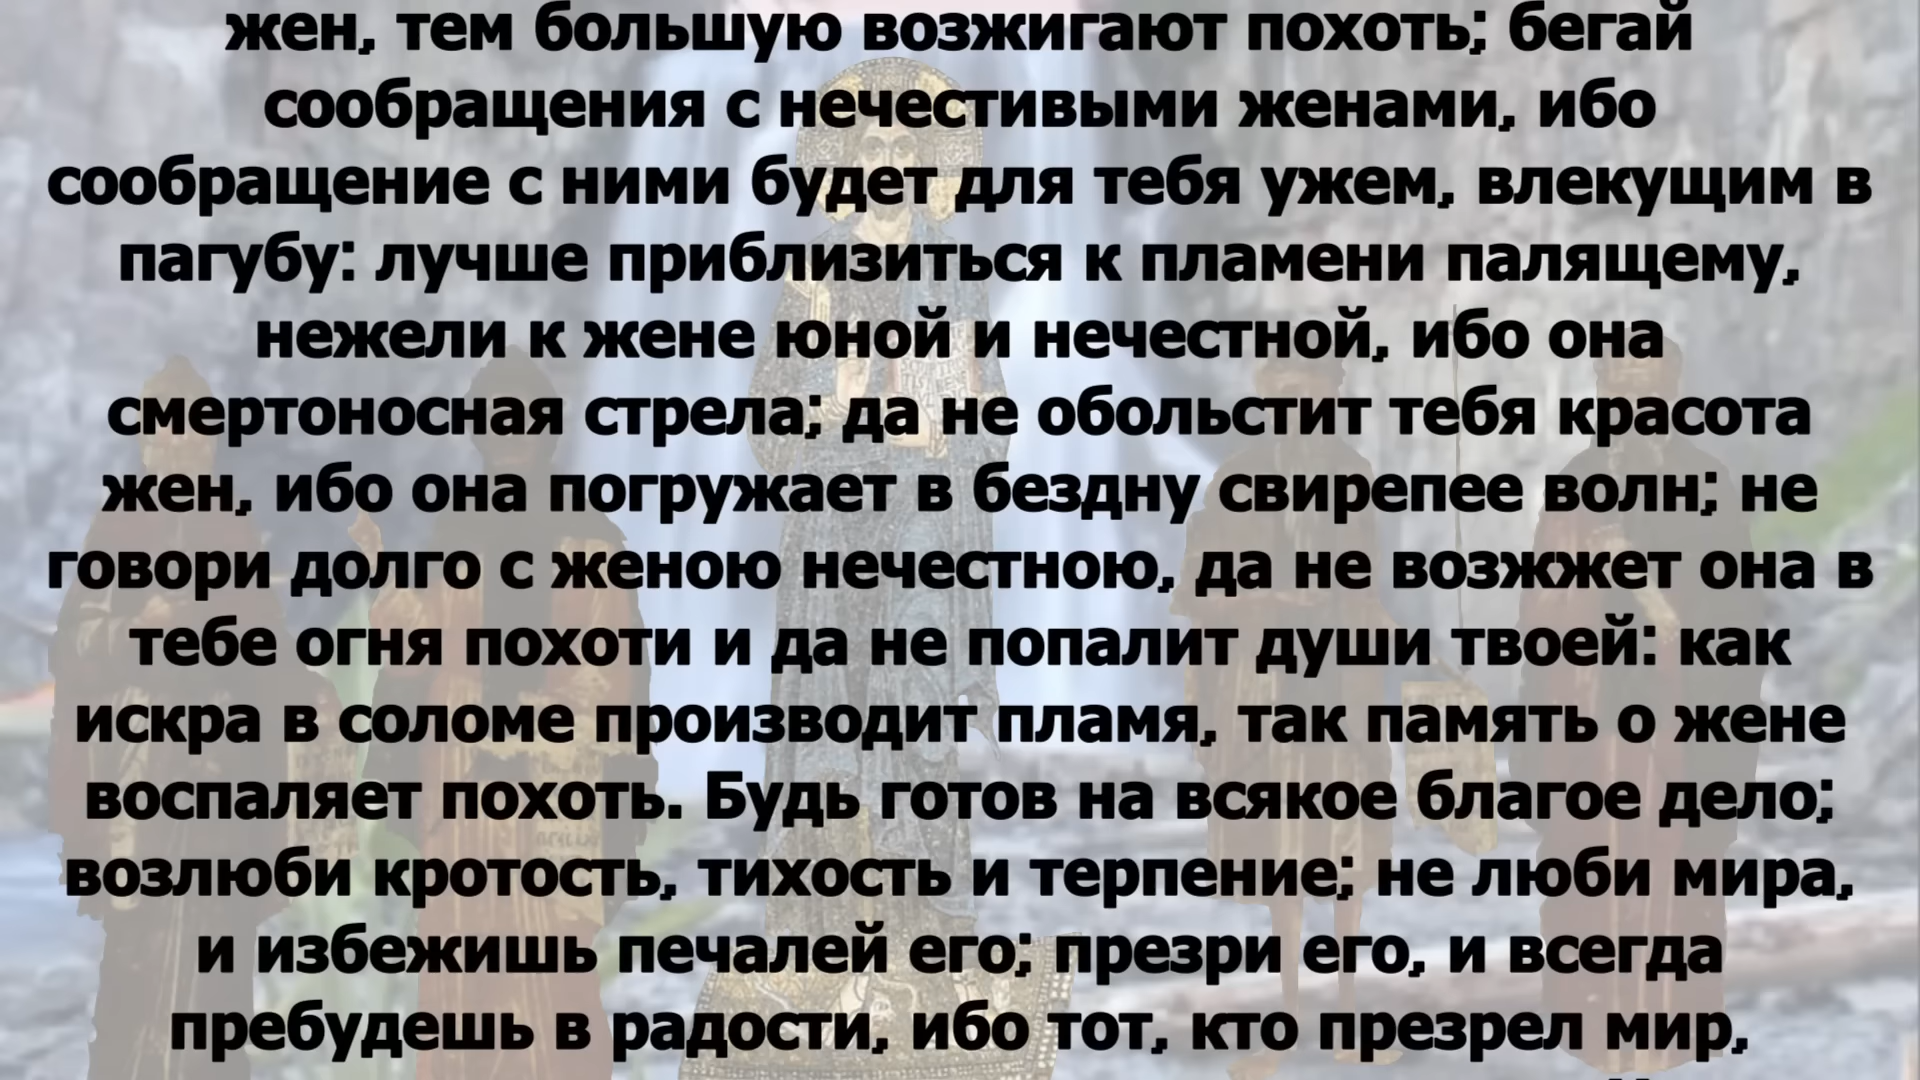 жен, тем большую возжигают похоть; бегай
сообращения с нечестивыми женами, ибо
сообращение с ними будет для тебя ужем, влекущим в
пагубу: лучше приблизиться к пламени палящему,
нежели к жене юной и нечестной, ибо она
смертоносная стрела; да не обольстит тебя красота
жен, ибо она погружает в бездну свирепее волн; не
говори долго с женою нечестною, да не возжжет она в
тебе огня похоти и да не попалит души твоей: как
искра в соломе производит пламя, так память о жене
воспаляет похоть. Будь готов на всякое благое дело;
возлюби кротость, тихость и терпение; не люби мира,
и избежишь печалей его; презри его, и всегда
пребудешь в радости, ибо тот, кто презрел мир,